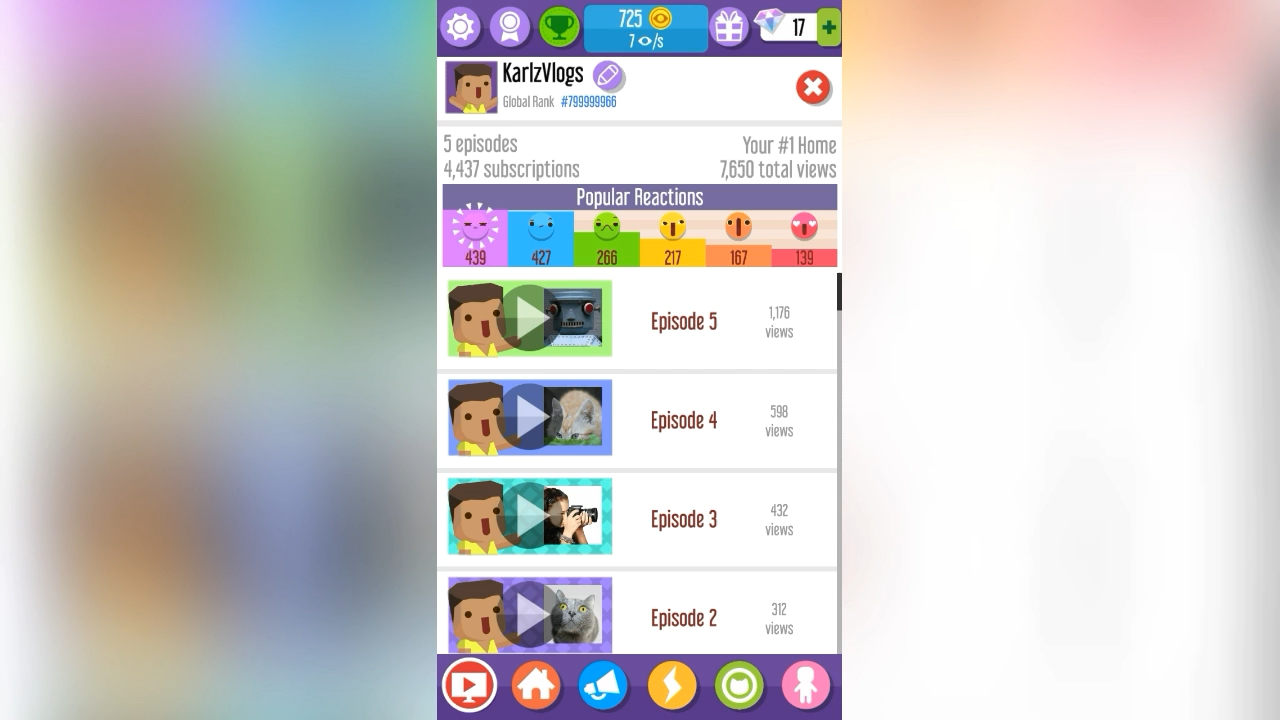 725
7 /s
17
KarlzVlogs
Global Rank #799999966
5 episodes
Your #1 Home
4,437 subscriptions
7,650 total views
Popular Reactions
439 427 266 217 167 139
Episode 5
1,176
views
Episode 4
598
views
Episode 3
432
views
Episode 2
312
views